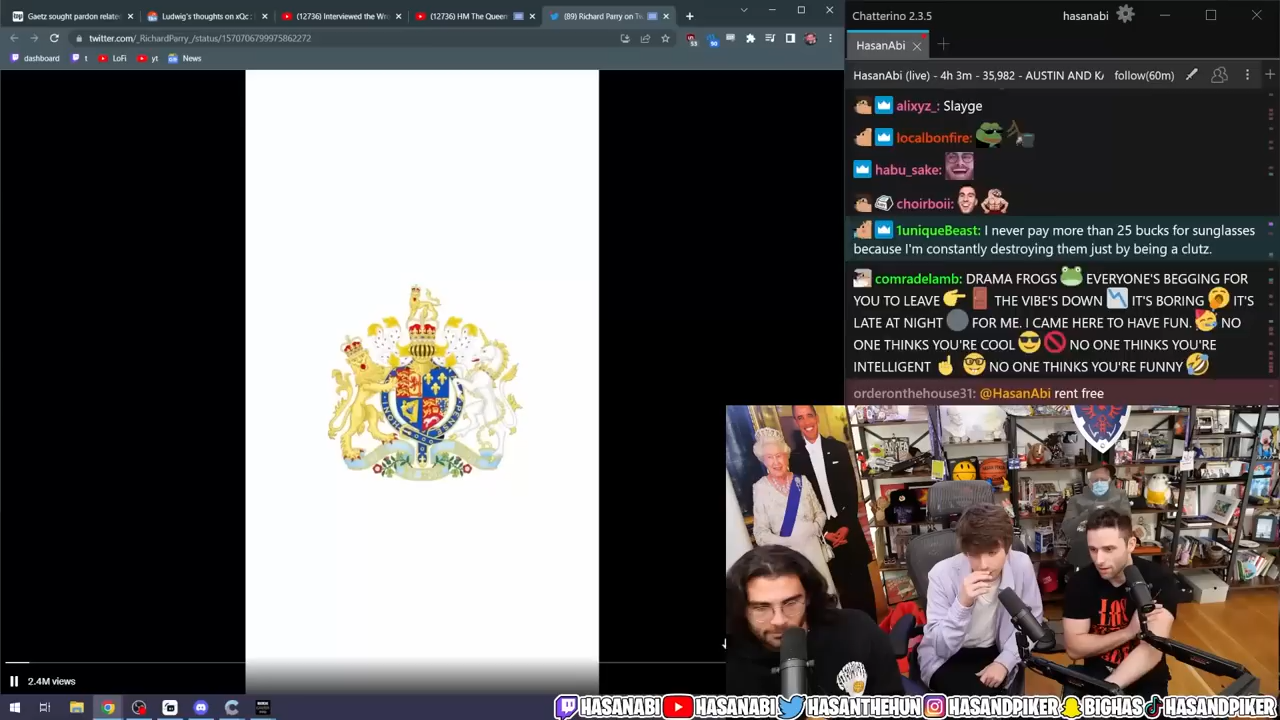 Gaetz sought pardon relate
Ludwig's thoughts on xQc :
(12736) Interviewed the Wro
(12736) HM The Queen
(89) Richard Parry on Tw
twitter.com/_RichardParry_/status/1570706799975862272
dashboard
t
LoFi
yt
News
2.4M views
Chatterino 2.3.5
hasanabi
HasanAbi
HasanAbi (live) - 4h 3m - 35,982 - AUSTIN AND KA
follow(60m)
alixyz_: Slayge
localbonfire:
habu_sake:
choirboii:
1uniqueBeast: I never pay more than 25 bucks for sunglasses
because I'm constantly destroying them just by being a clutz.
comradelamb: DRAMA FROGS EVERYONE'S BEGGING FOR
YOU TO LEAVE THE VIBE'S DOWN IT'S BORING IT'S
LATE AT NIGHT FOR ME. I CAME HERE TO HAVE FUN. NO
ONE THINKS YOU'RE COOL NO ONE THINKS YOU'RE
INTELLIGENT NO ONE THINKS YOU'RE FUNNY
orderonthehouse31: @HasanAbi rent free
HASANABI HASANABI HASANTHEHUN HASANDPIKER BIGHAS HASANDPIKER